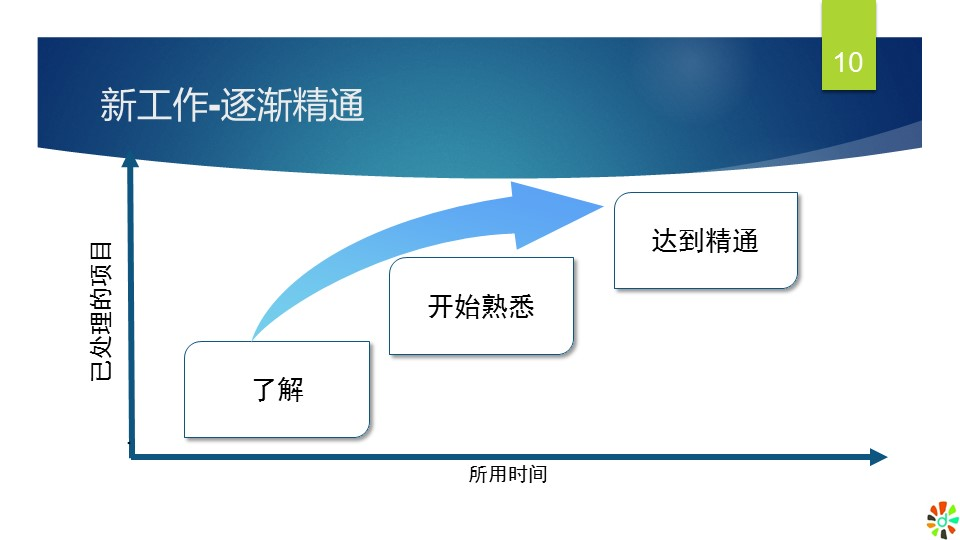 10
新工作-逐渐精通
已处理的项目
达到精通
开始熟悉
了解
所用时间
d